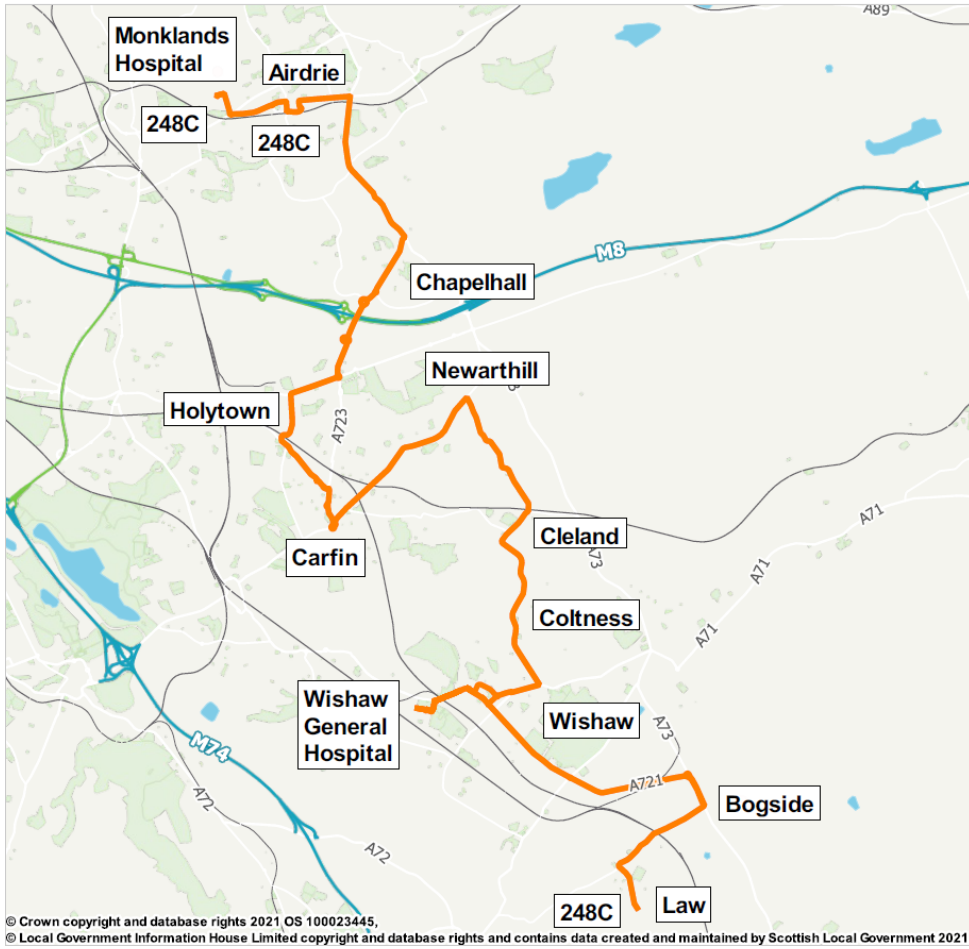 A89
Monklands
Hospital
Airdrie
248C
248C
M8
Chapelhall
Newarthill
Holytown
A723
Cleland
A71
Carfin
A73
A71
Coltness
A71
Wishaw
General
Hospital
Wishaw
A73
M74
A721
A72
Bogside
A72
248C
Law
© Crown copyright and database rights 2021 OS 100023445,
© Local Government Information House Limited copyright and database rights and contains data created and maintained by Scottish Local Government 2021